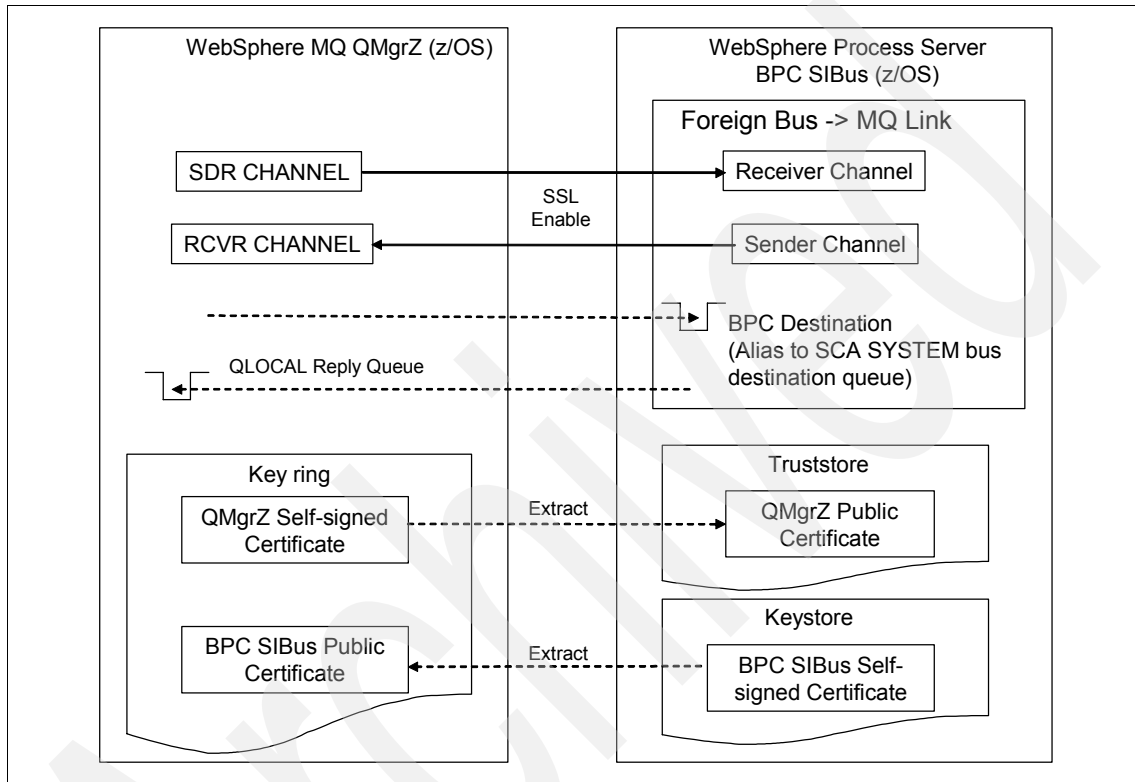 WebSphere MQ QMgrZ (z/OS)
WebSphere Process Server
BPC SIBus (z/OS)
Foreign Bus -> MQ Link
SDR CHANNEL
Receiver Channel
SSL
Enable
RCVR CHANNEL
Sender Channel
BPC Destination
(Alias to SCA SYSTEM bus
destination queue)
QLOCAL Reply Queue
Key ring
Truststore
QMgrZ Self-signed
Certificate
Extract
QMgrZ Public
Certificate
Keystore
BPC SIBus Public
Certificate
Extract
BPC SIBus Self-
signed Certificate
Archived